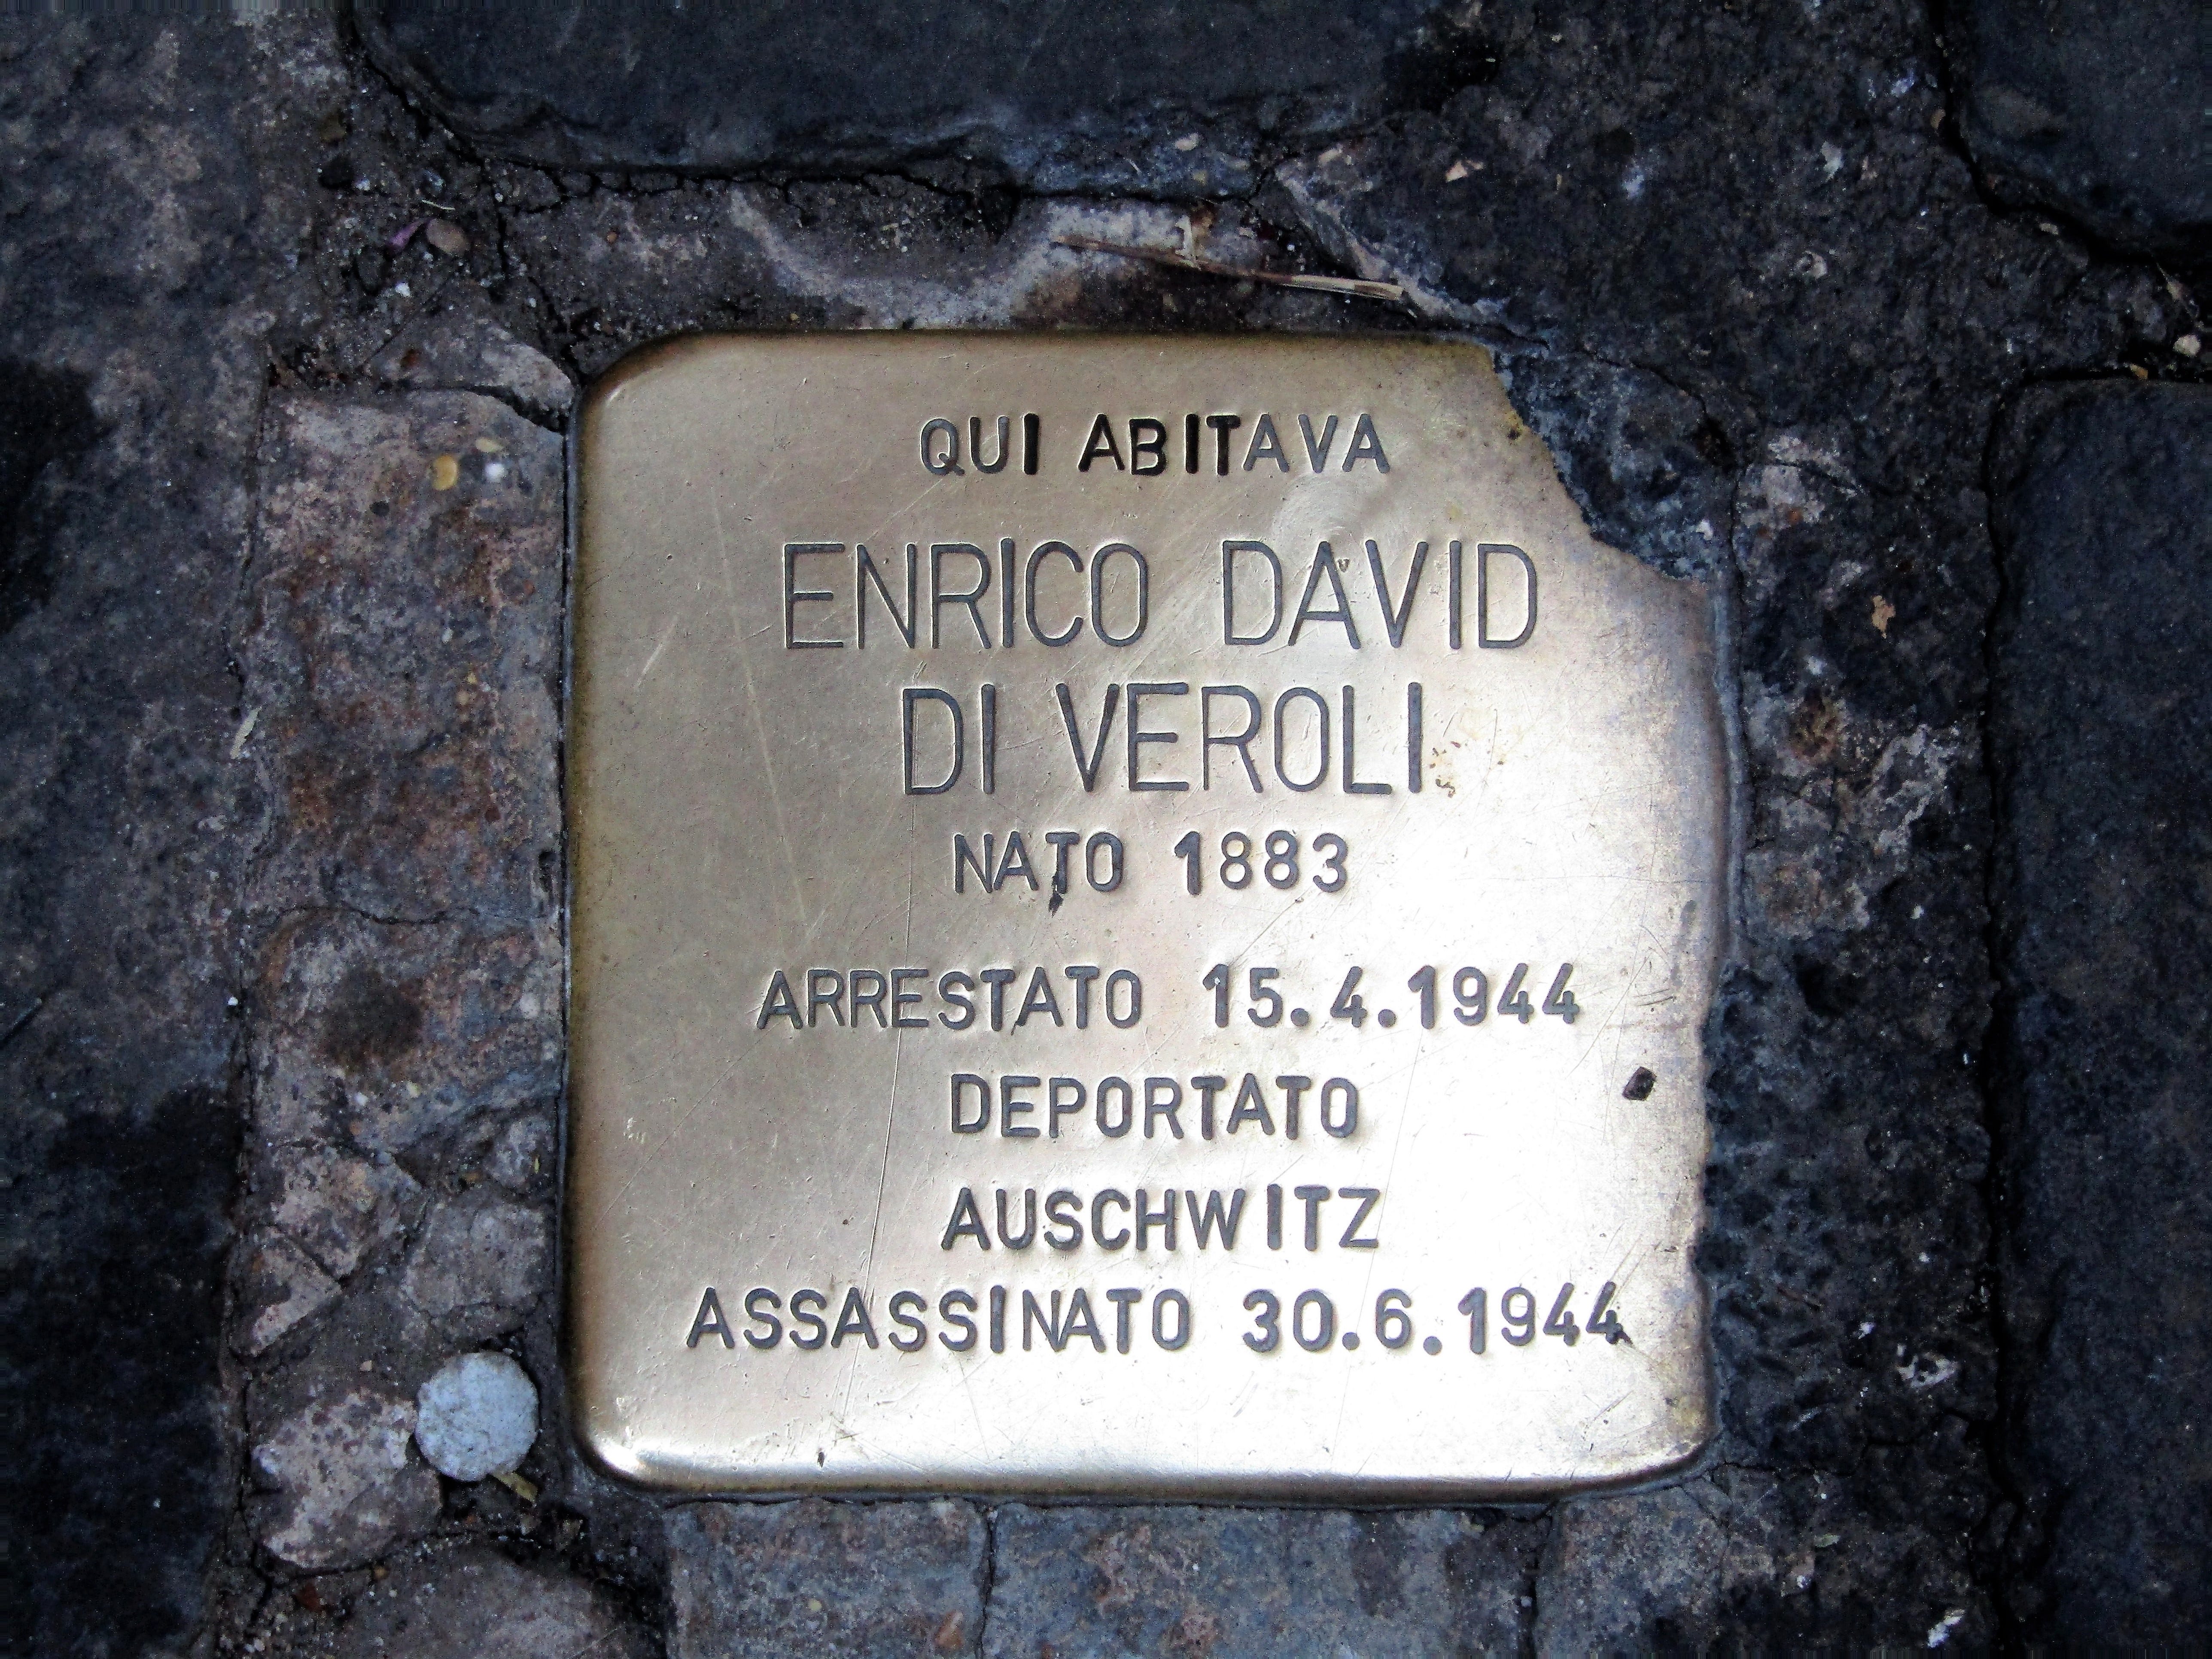 QUI ABITAVA
ENRICO DAVID
DI VEROLI
NATO 1883
ARRESTATO 15.4.1944
DEPORTATO
AUSCHWITZ
ASSASSINATO 30.6.1944